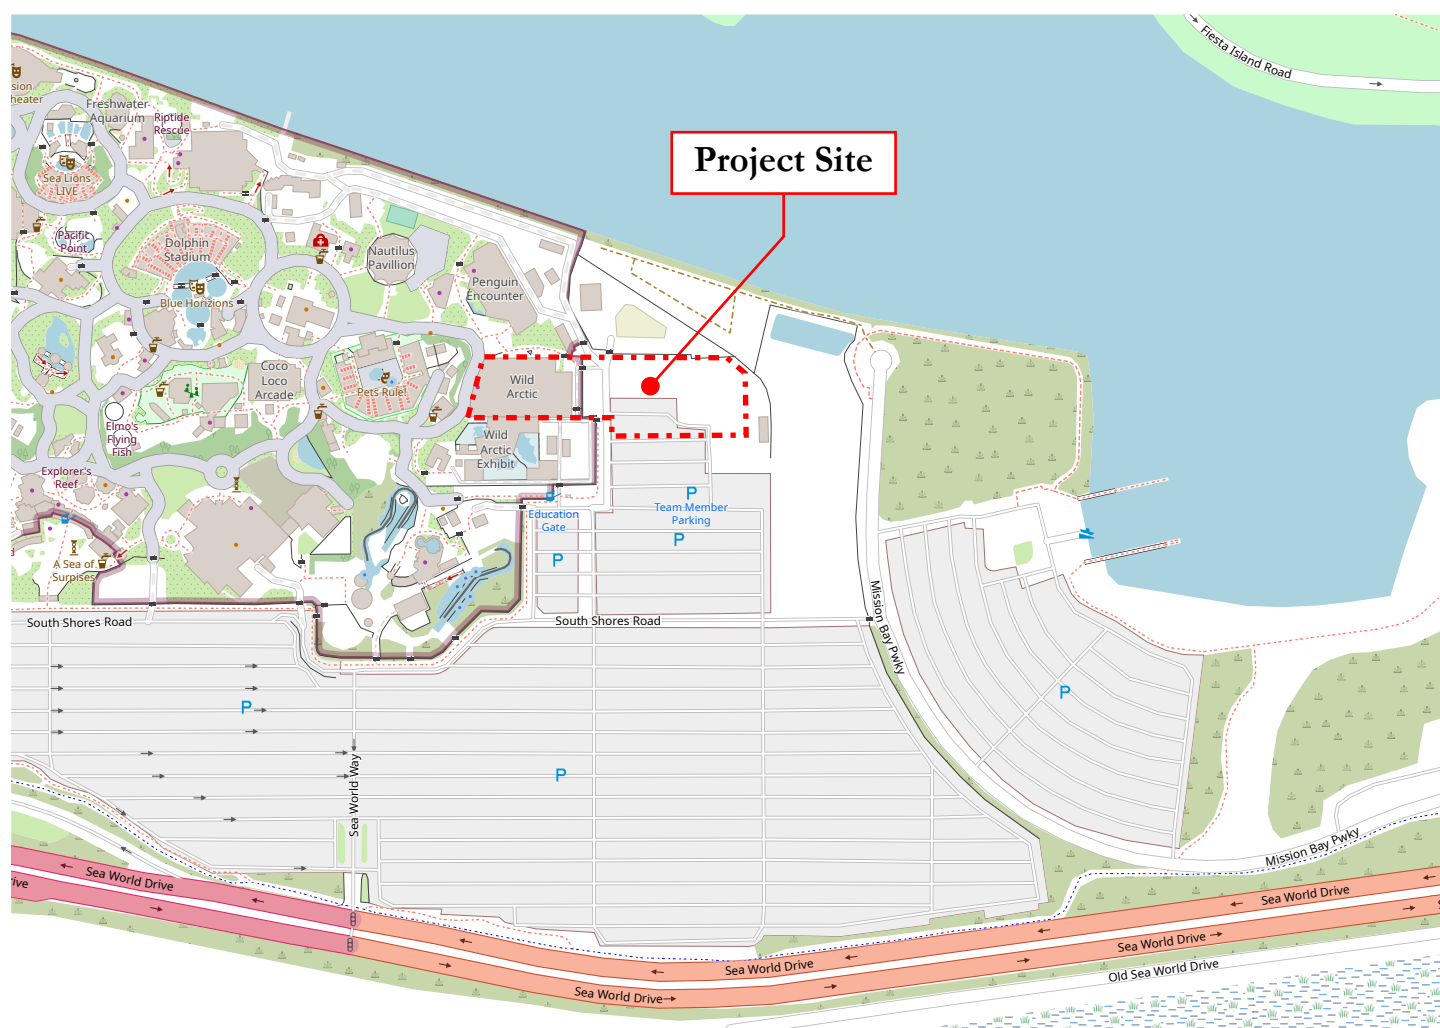 Fiesta Island Road
sion
heater
Freshwater
Aquarium
Riptide
Rescue
Project Site
Sea Lions
LIVE
Pacific
Point
Dolphin
Stadium
Nautilus
Pavillion
Penguin
Encounter
Blue Horizons
Coco
Loco
Arcade
Pets Rule!
Wild
Arctic
Elmo's
Flying
Fish
Wild
Arctic
Exhibit
Explorer's
Reef
Education
Gate
P
Team Member
Parking
P
P
A Sea of
Surprises
South Shores Road
South Shores Road
Mission Bay Pwky
P
P
P
Sea World Way
Mission Bay Pwky
Sea World Drive
ive
Sea World Drive
S
Sea World Drive
Sea World Drive
Sea World Drive
Old Sea World Drive